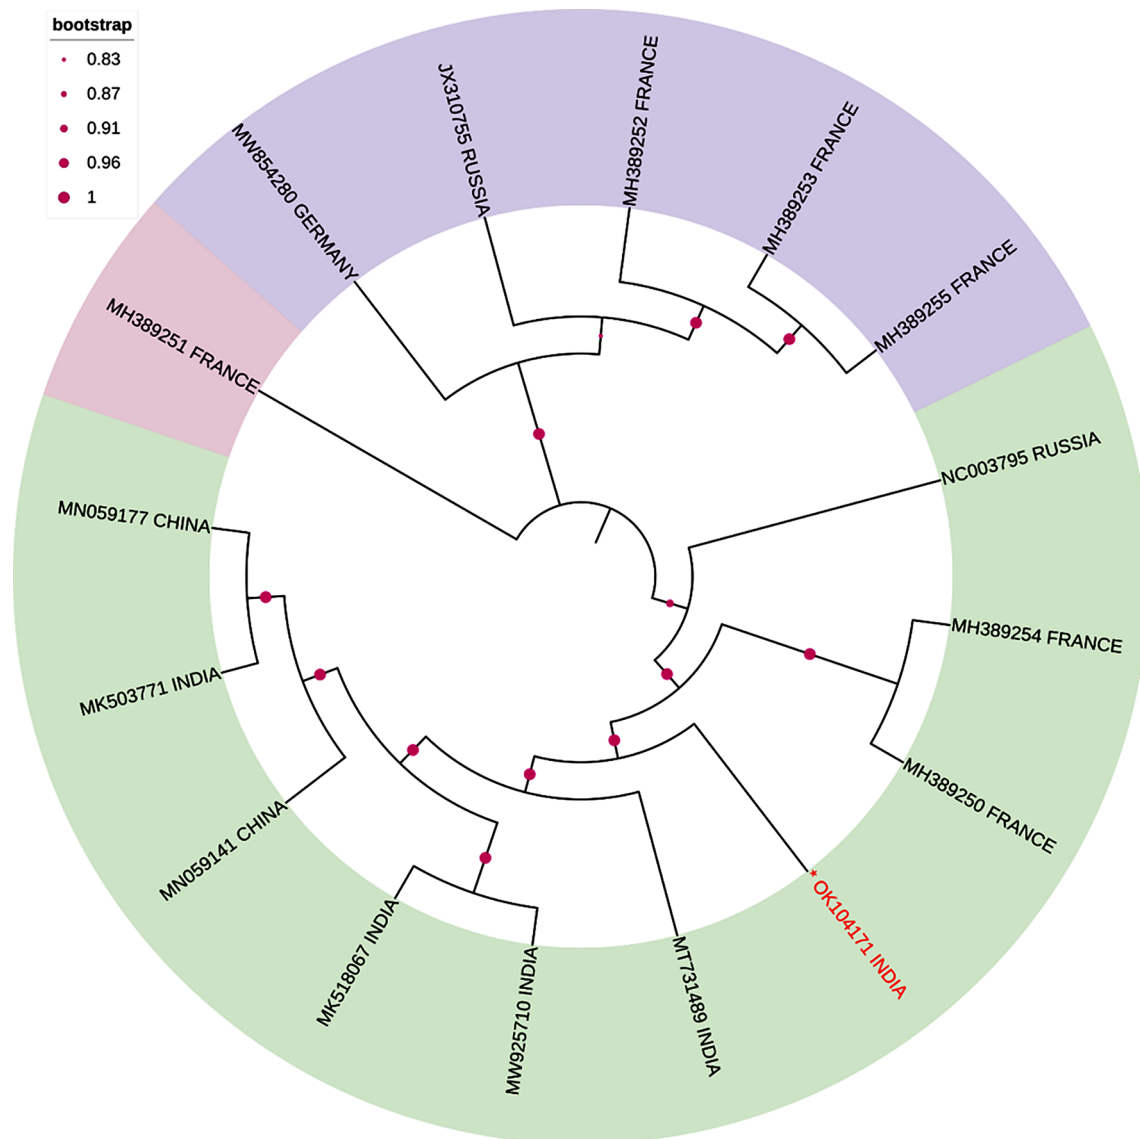 bootstrap
0.83
0.87
0.91
0.96
1
MH389251 FRANCE
MW854280 GERMANY
JX310755 RUSSIA
MH389252 FRANCE
MH389253 FRANCE
MH389255 FRANCE
NC003795 RUSSIA
MH389254 FRANCE
MH389250 FRANCE
* OK104171 INDIA
MT731489 INDIA
MW925710 INDIA
MK518067 INDIA
MN059141 CHINA
MK503771 INDIA
MN059177 CHINA